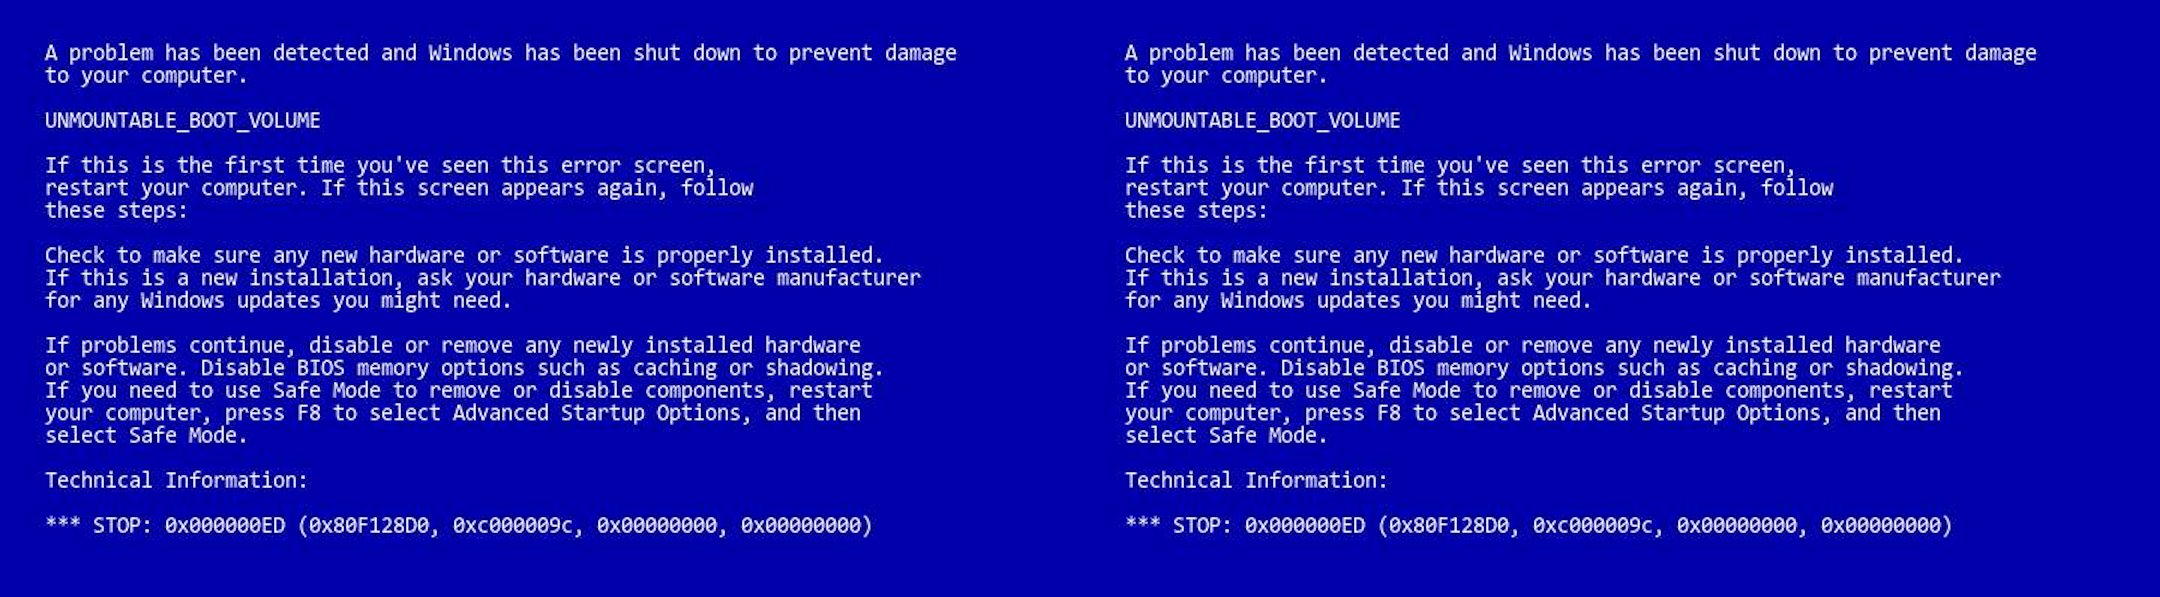 A problem has been detected and Windows has been shut down to prevent damage
to your computer.
UNMOUNTABLE_BOOT_VOLUME
If this is the first time you've seen this error screen,
restart your computer. If this screen appears again, follow
these steps:
Check to make sure any new hardware or software is properly installed.
If this is a new installation, ask your hardware or software manufacturer
for any Windows updates you might need.
If problems continue, disable or remove any newly installed hardware
or software. Disable BIOS memory options such as caching or shadowing.
If you need to use Safe Mode to remove or disable components, restart
your computer, press F8 to select Advanced Startup Options, and then
select Safe Mode.
Technical Information:
*** STOP: 0x000000ED (0x80F128D0, 0xc000009c, 0x00000000, 0x00000000)
A problem has been detected and Windows has been shut down to prevent damage
to your computer.
UNMOUNTABLE_BOOT_VOLUME
If this is the first time you've seen this error screen,
restart your computer. If this screen appears again, follow
these steps:
Check to make sure any new hardware or software is properly installed.
If this is a new installation, ask your hardware or software manufacturer
for any Windows updates you might need.
If problems continue, disable or remove any newly installed hardware
or software. Disable BIOS memory options such as caching or shadowing.
If you need to use Safe Mode to remove or disable components, restart
your computer, press F8 to select Advanced Startup Options, and then
select Safe Mode.
Technical Information:
*** STOP: 0x000000ED (0x80F128D0, 0xc000009c, 0x00000000, 0x00000000)